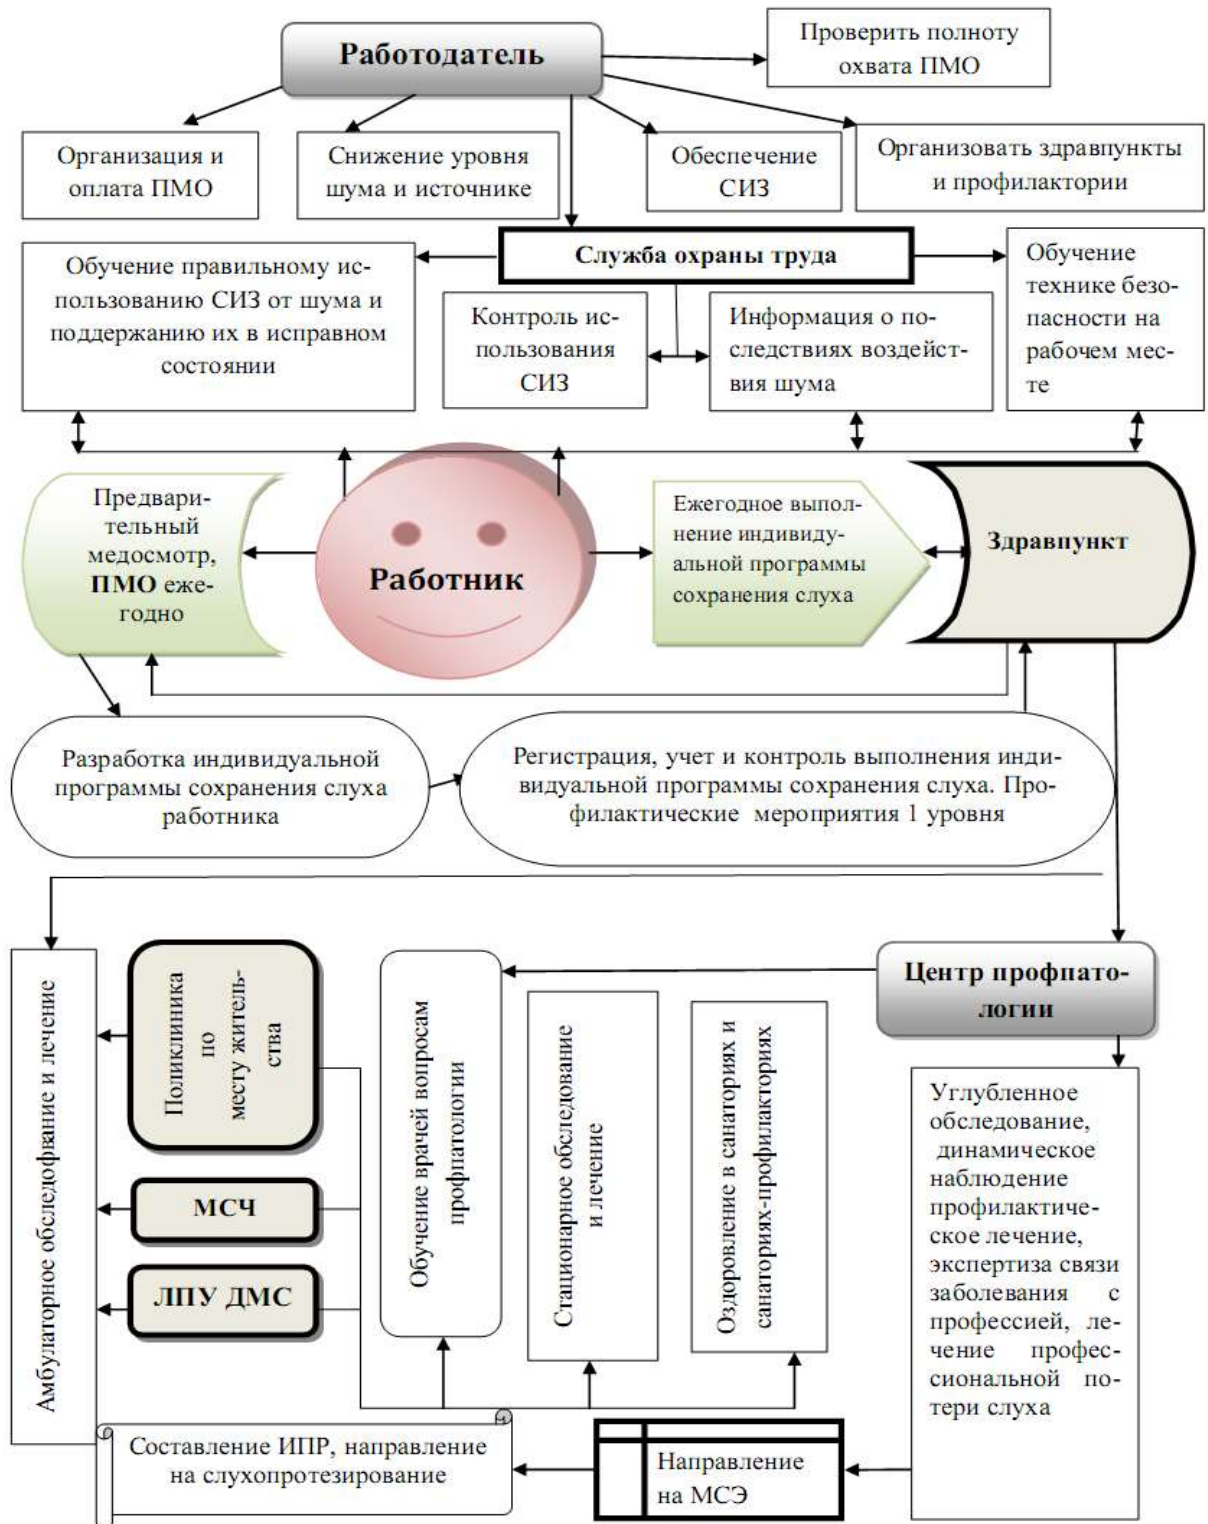 Работодатель
Проверить полноту
охвата ПМО
Организация и
оплата ПМО
Снижение уровня
шума и источнике
Обеспечение
СИЗ
Организовать здравпункты
и профилактории
Служба охраны труда
Обучение правильному ис-
пользованию СИЗ от шума и
поддержанию их в исправном
состоянии
Контроль ис-
пользования
СИЗ
Информация о по-
следствиях воздейст-
вия шума
Обучение
технике безо-
пасности на
рабочем мес-
те
Предвари-
тельный
медосмотр,
ПМО еже-
годно
Работник
Ежегодное выпол-
нение индивиду-
альной программы
сохранения слуха
Здравпункт
Разработка индивидуальной
программы сохранения слуха
работника
Регистрация, учет и контроль выполнения инди-
видуальной программы сохранения слуха. Про-
филактические мероприятия 1 уровня
Амбулаторное обследофвание и лечение
Поликлиника
по
месту житель-
ства
МСЧ
ЛПУ ДМС
Обучение врачей вопросам
профпатологии
Стационарное обследование
и лечение
Оздоровление в санаториях и
санаториях-профилакториях
Центр профпато-
логии
Углубленное
обследование,
динамическое
наблюдение
профилактиче-
ское лечение,
экспертиза связи
заболевания с
профессией, ле-
чение профес-
сиональной по-
тери слуха
Составление ИПР, направление
на слухопротезирование
Направление
на МСЭ